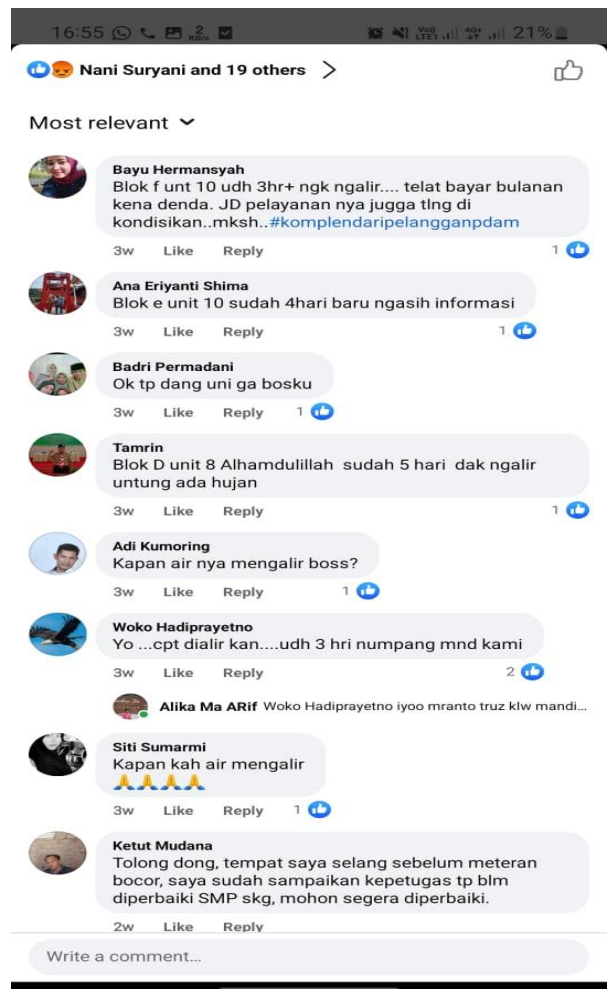 16:55
2
KB/s
Vo))
LTE1
4G+
21%
Nani Suryani and 19 others
Most relevant
Bayu Hermansyah
Blok f unt 10 udh 3hr+ ngk ngalir.... telat bayar bulanan
kena denda. JD pelayanan nya jugga tlng di
kondisikan..mksh..#komplendaripelangganpdam
3w Like Reply 1
Ana Eriyanti Shima
Blok e unit 10 sudah 4hari baru ngasih informasi
3w Like Reply 1
Badri Permadani
Ok tp dang uni ga bosku
3w Like Reply 1
Tamrin
Blok D unit 8 Alhamdulillah sudah 5 hari dak ngalir
untung ada hujan
3w Like Reply 1
Adi Kumoring
Kapan air nya mengalir boss?
3w Like Reply 1
Woko Hadiprayetno
Yo ...cpt dialir kan....udh 3 hri numpang mnd kami
3w Like Reply 2
Alika Ma ARif Woko Hadiprayetno iyoo mranto truz klw mandi...
Siti Sumarmi
Kapan kah air mengalir
🙏🙏🙏🙏
3w Like Reply 1
Ketut Mudana
Tolong dong, tempat saya selang sebelum meteran
bocor, saya sudah sampaikan kepetugas tp blm
diperbaiki SMP skg, mohon segera diperbaiki.
2w Like Reply
Write a comment...